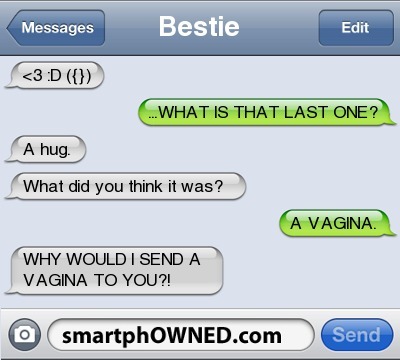 Messages
Bestie
Edit
<3 :D ({})
...WHAT IS THAT LAST ONE?
A hug.
What did you think it was?
A VAGINA.
WHY WOULD I SEND A
VAGINA TO YOU?!
smartphOWNED.com
Send